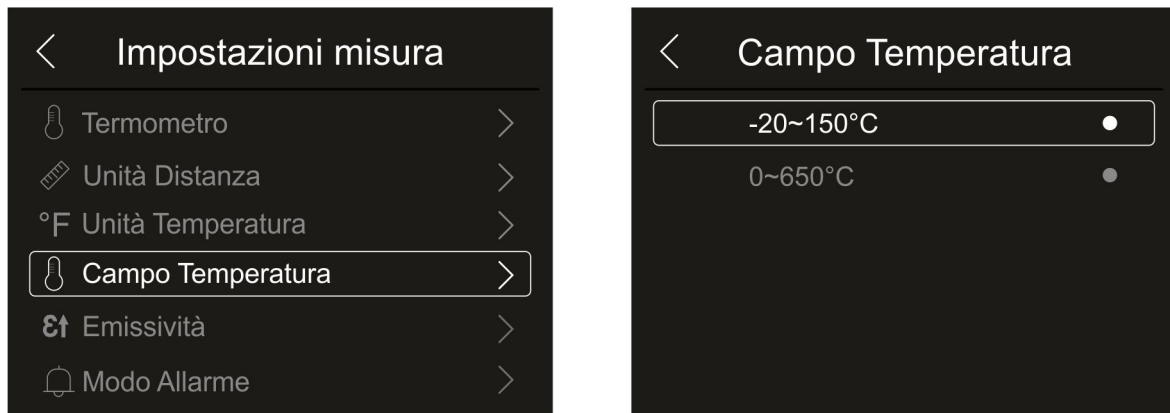 Impostazioni misura
Termometro
Unità Distanza
°F Unità Temperatura
Campo Temperatura
Ɛ Emissività
Modo Allarme
Campo Temperatura
-20~150°C
0~650°C